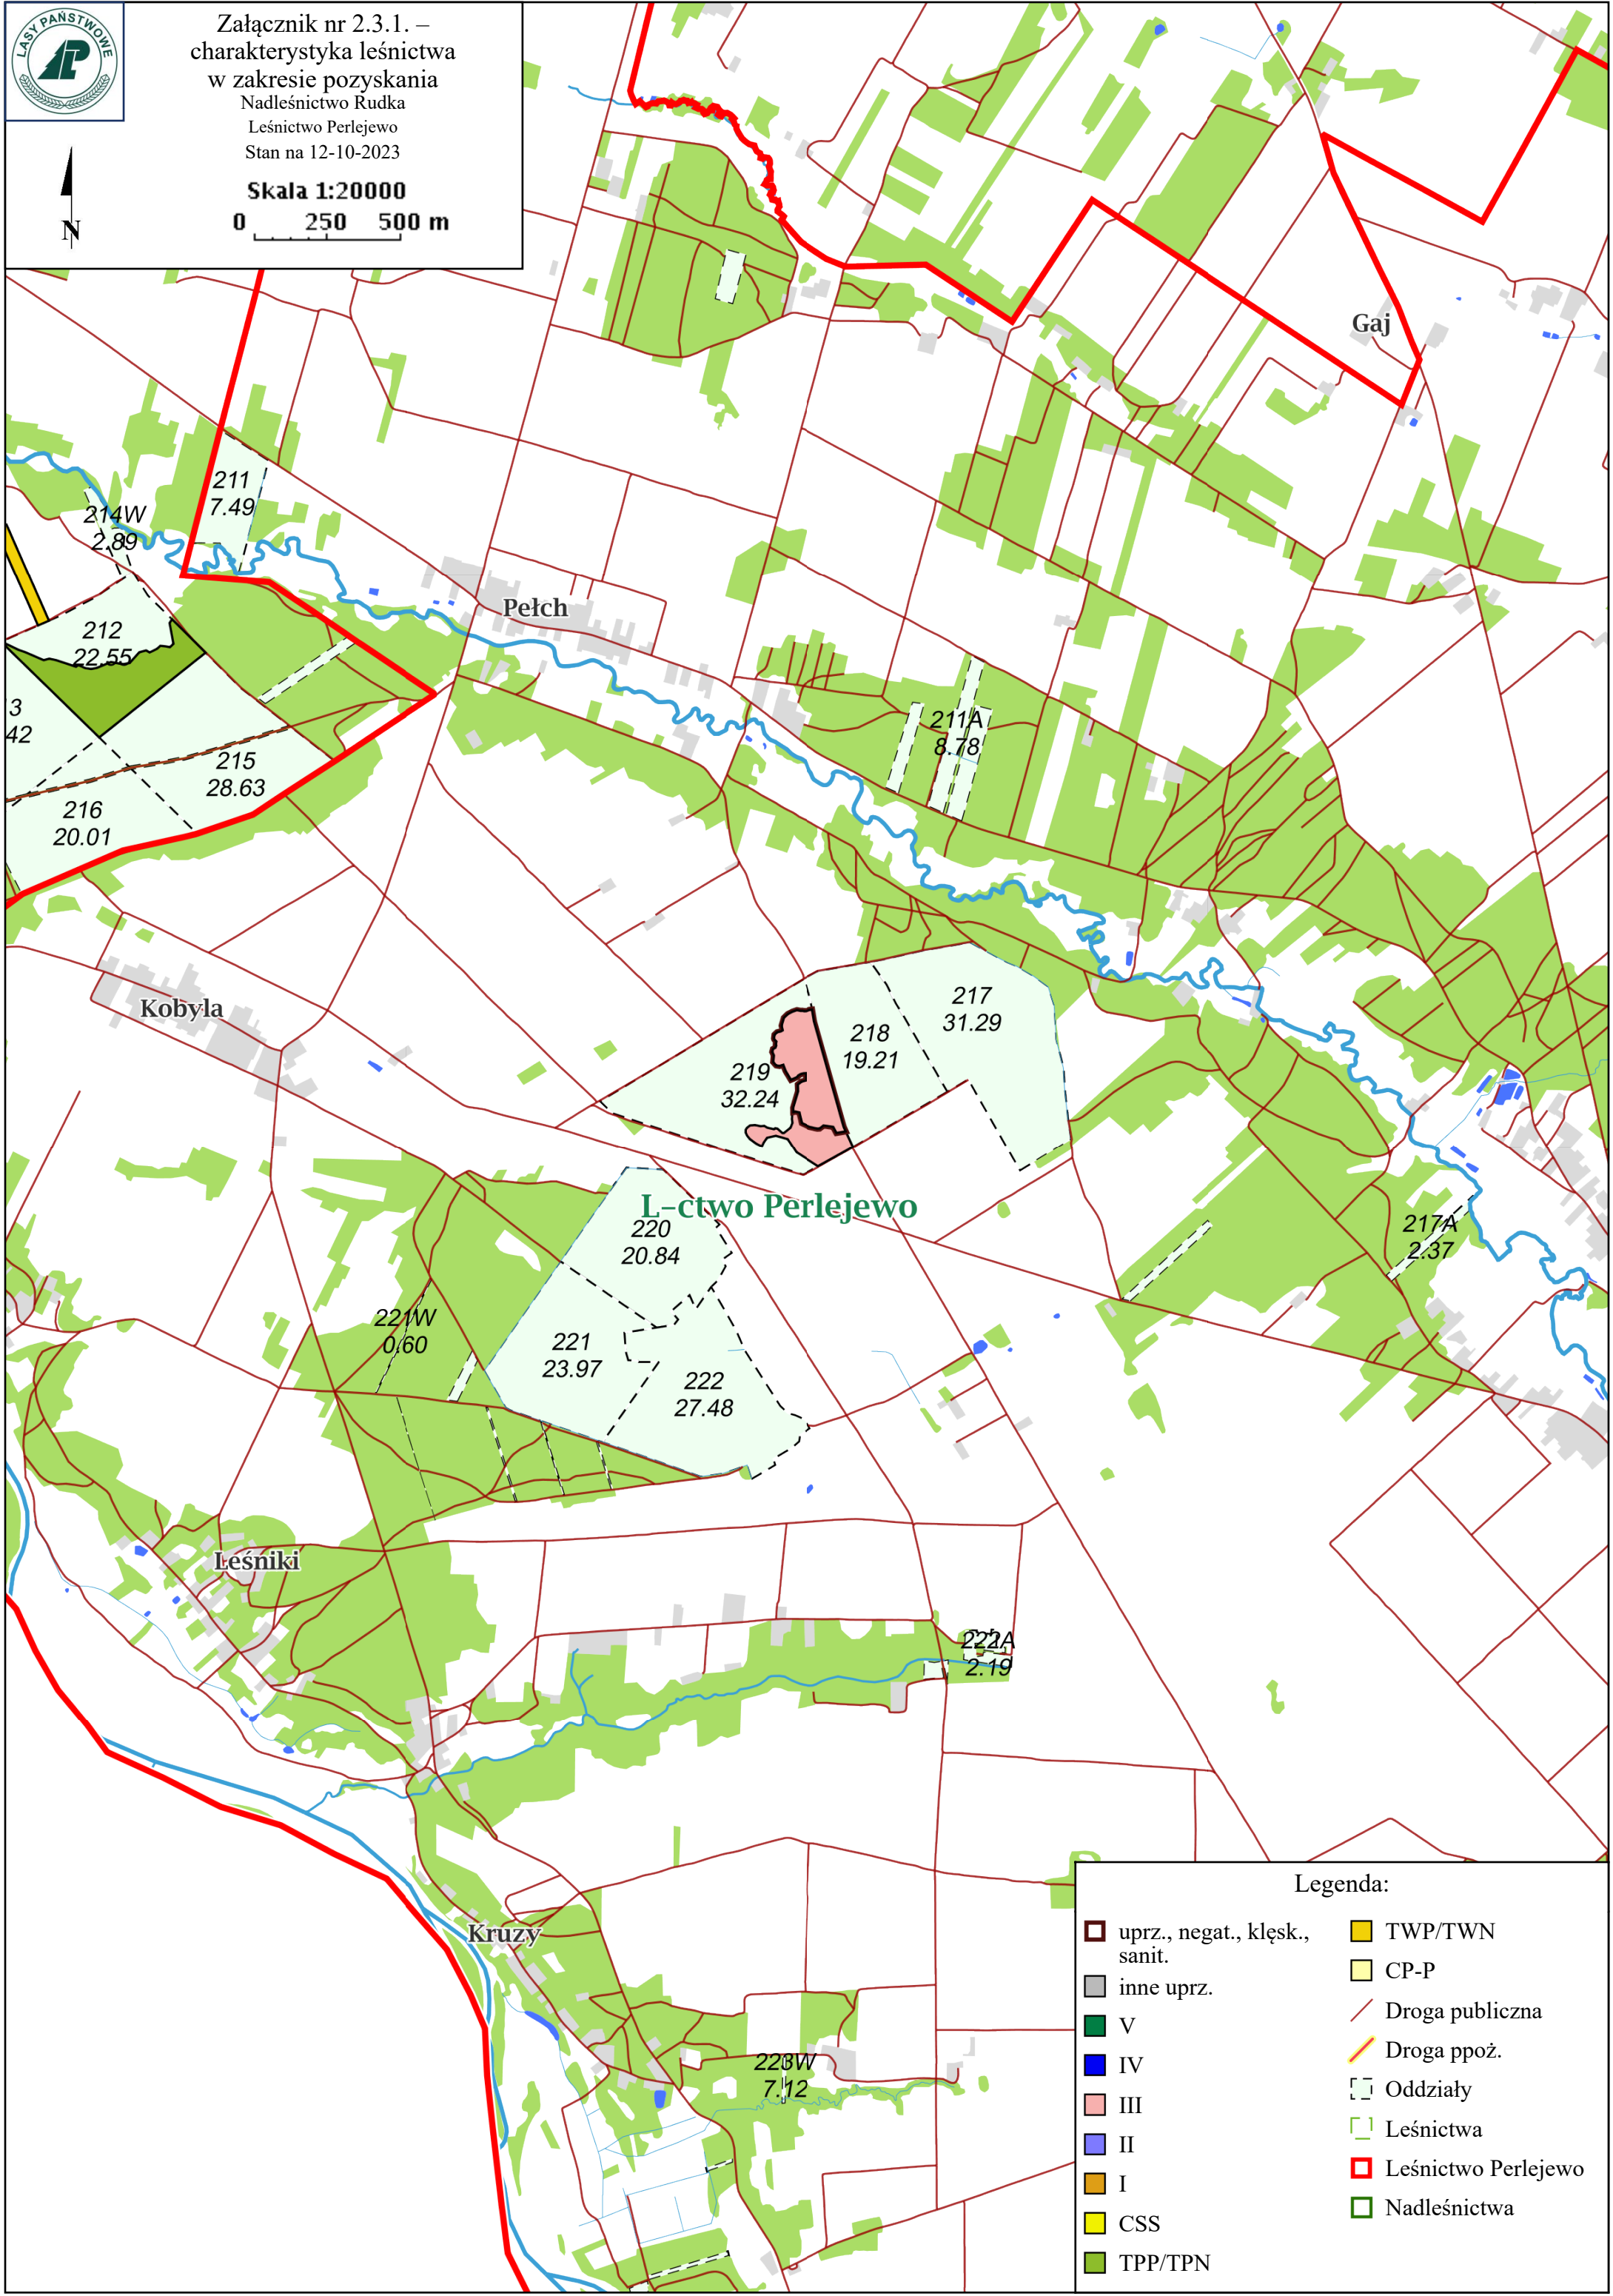 LASY PAŃSTWOWE
Załącznik nr 2.3.1. –
charakterystyka leśnictwa
w zakresie pozyskania
Nadleśnictwo Rudka
Leśnictwo Perlejewo
Stan na 12-10-2023
Skala 1:20000
0 250 500 m
N
Gaj
211
7.49
214W
2.89
Pełch
212
22.55
3
42
211A
8.78
215
28.63
216
20.01
Kobyla
217
31.29
218
19.21
219
32.24
L-ctwo Perlejewo
220
20.84
217A
2.37
221W
0.60
221
23.97
222
27.48
Leśniki
2.19
Kruzy
223W
7.12
Legenda:
uprz., negat., klęsk.,
sanit.
inne uprz.
V
IV
III
II
I
CSS
TPP/TPN
TWP/TWN
CP-P
Droga publiczna
Droga ppoż.
Oddziały
Leśnictwa
Leśnictwo Perlejewo
Nadleśnictwa